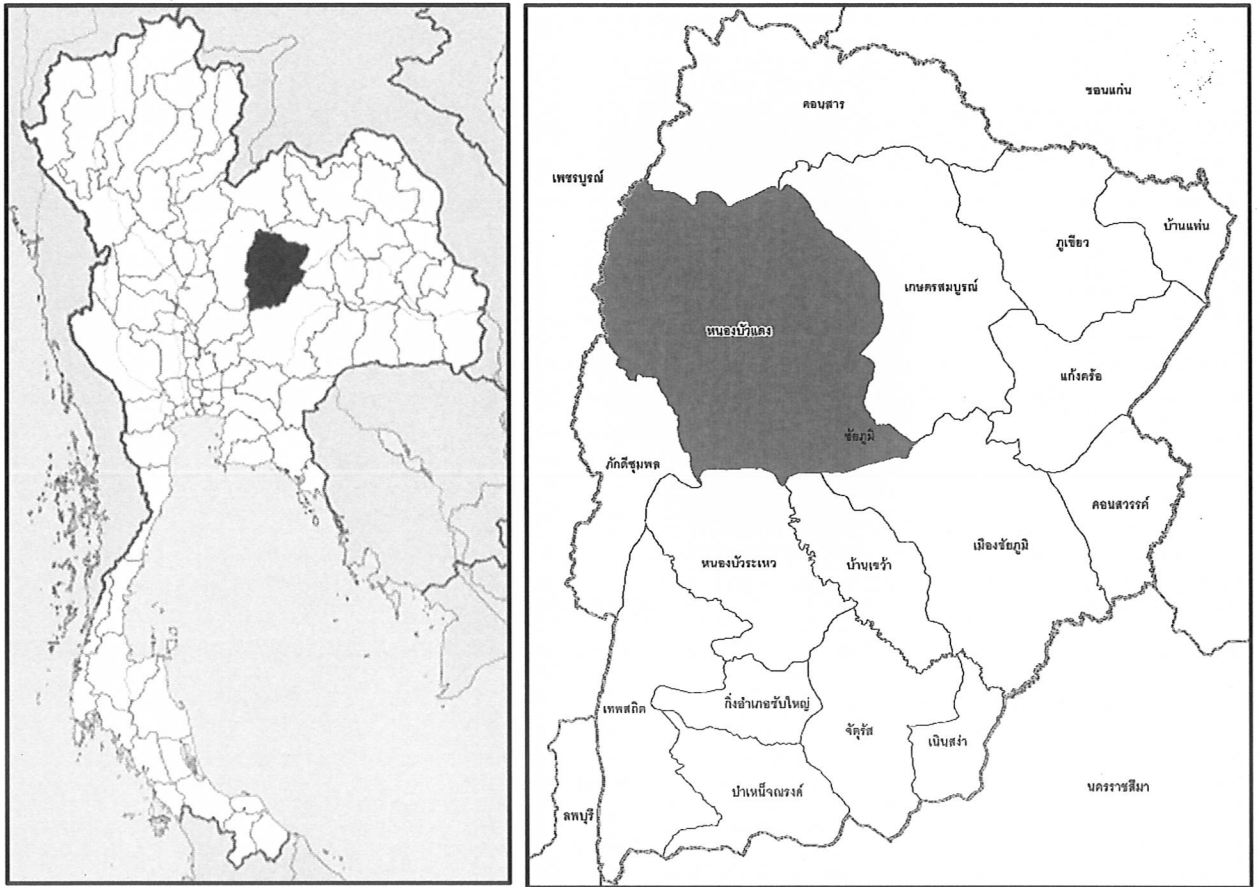 ขอนแก่น
คอนสาร
เพชรบูรณ์
บ้านแท่น
ภูเขียว
เกษตรสมบูรณ์
หนองบัวแดง
แก้งคร้อ
ชัยภูมิ
ภักดีชุมพล
คอนสวรรค์
เมืองชัยภูมิ
หนองบัวระเหว
บ้านเขว้า
เทพสถิต
กิ่งอำเภอซับใหญ่
จัตุรัส
เนินสง่า
บำเหน็จณรงค์
นครราชสีมา
ลพบุรี